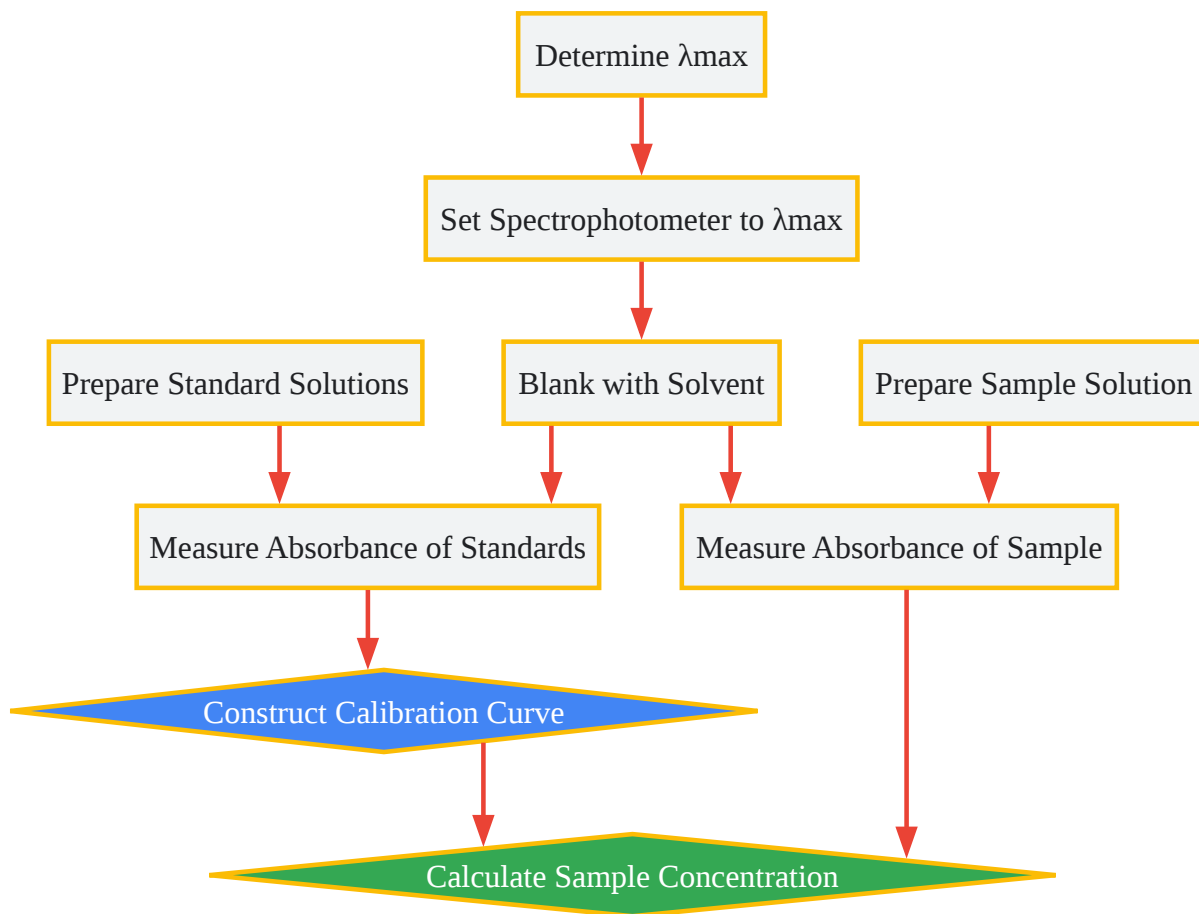 Determine λmax
Set Spectrophotometer to λmax
Prepare Standard Solutions
Blank with Solvent
Prepare Sample Solution
Measure Absorbance of Standards
Measure Absorbance of Sample
Construct Calibration Curve
Calculate Sample Concentration